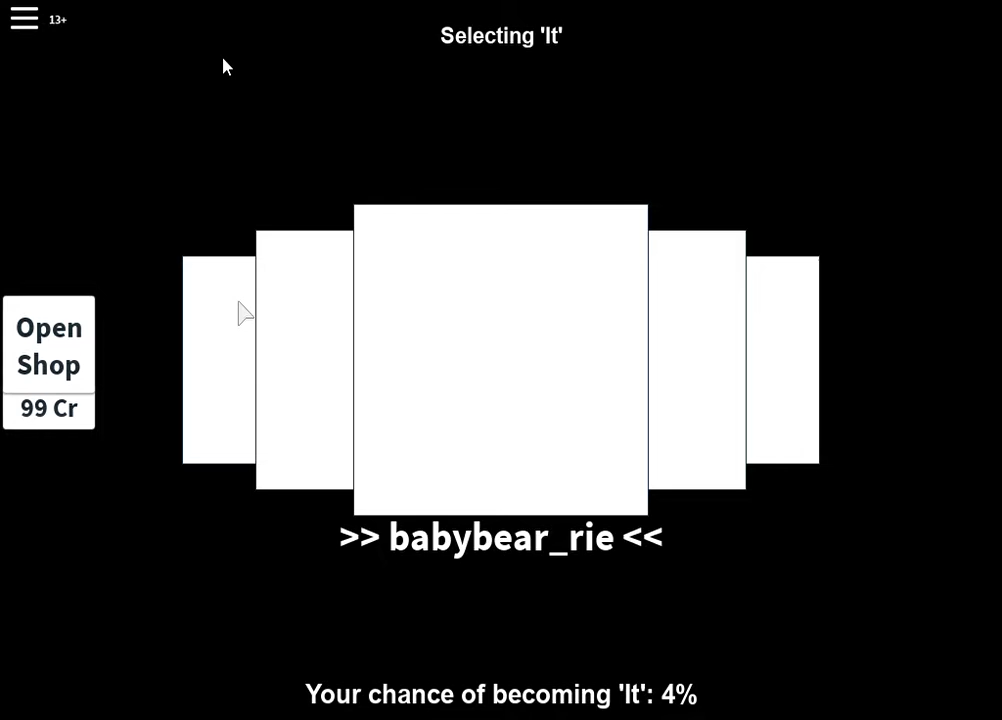 13+
Selecting 'It'
Open
Shop
99 Cr
>> babybear_rie <<
Your chance of becoming 'It': 4%